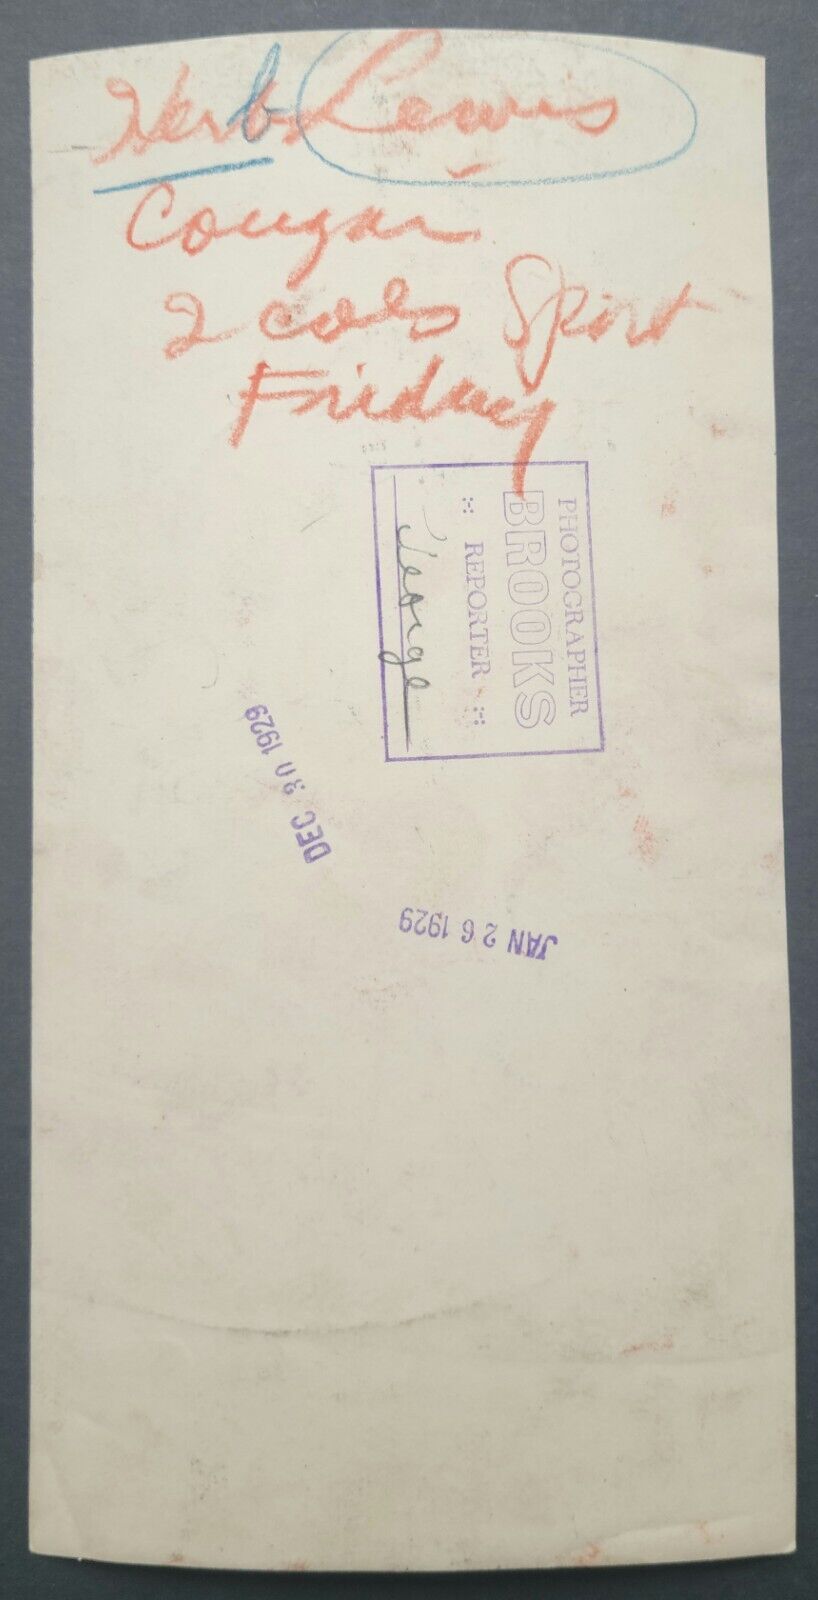 Herb Lewis
Cougar
2 cols Sport
Friday
PHOTOGRAPHER
BROOKS
:-: REPORTER :-:
George
DEC 30 1929
JAN 26 1929